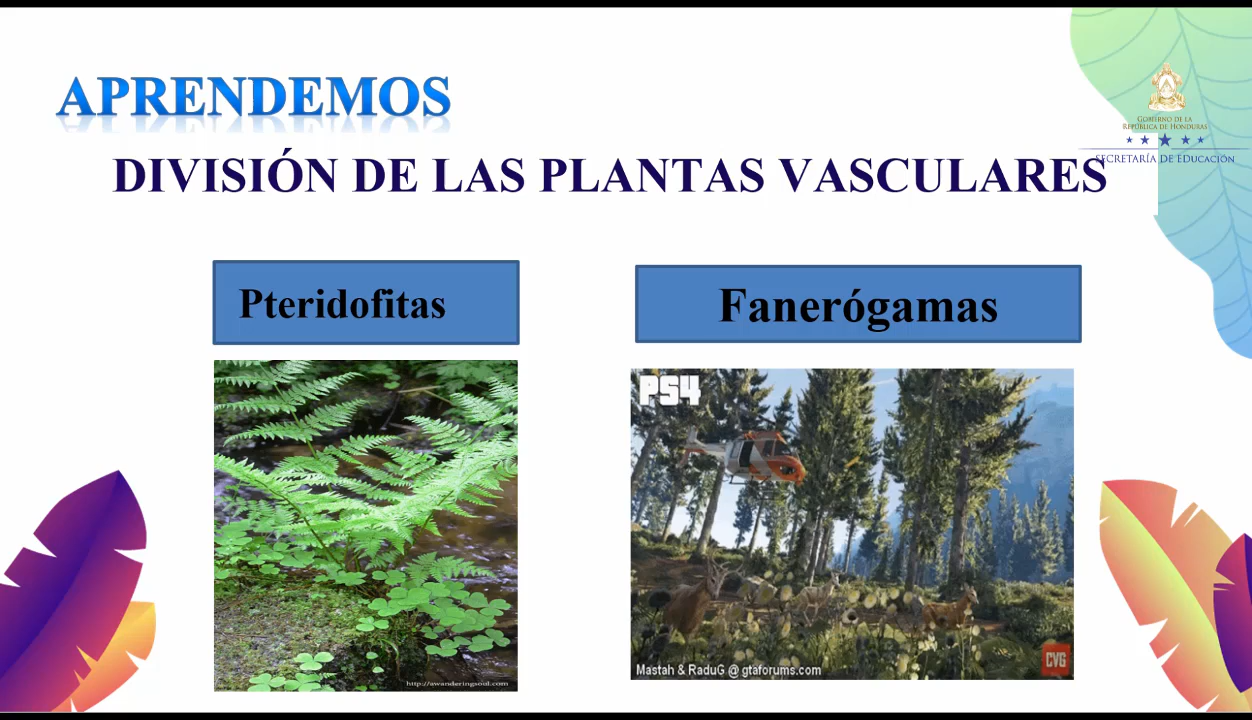 APRENDEMOS
GOBIERNO DE LA
REPÚBLICA DE HONDURAS
SECRETARÍA DE EDUCACIÓN
DIVISIÓN DE LAS PLANTAS VASCULARES
Pteridofitas
Fanerógamas
PS4
Mastah & RaduG @ gtaforums.com
CVG
http://awanderingsoul.com